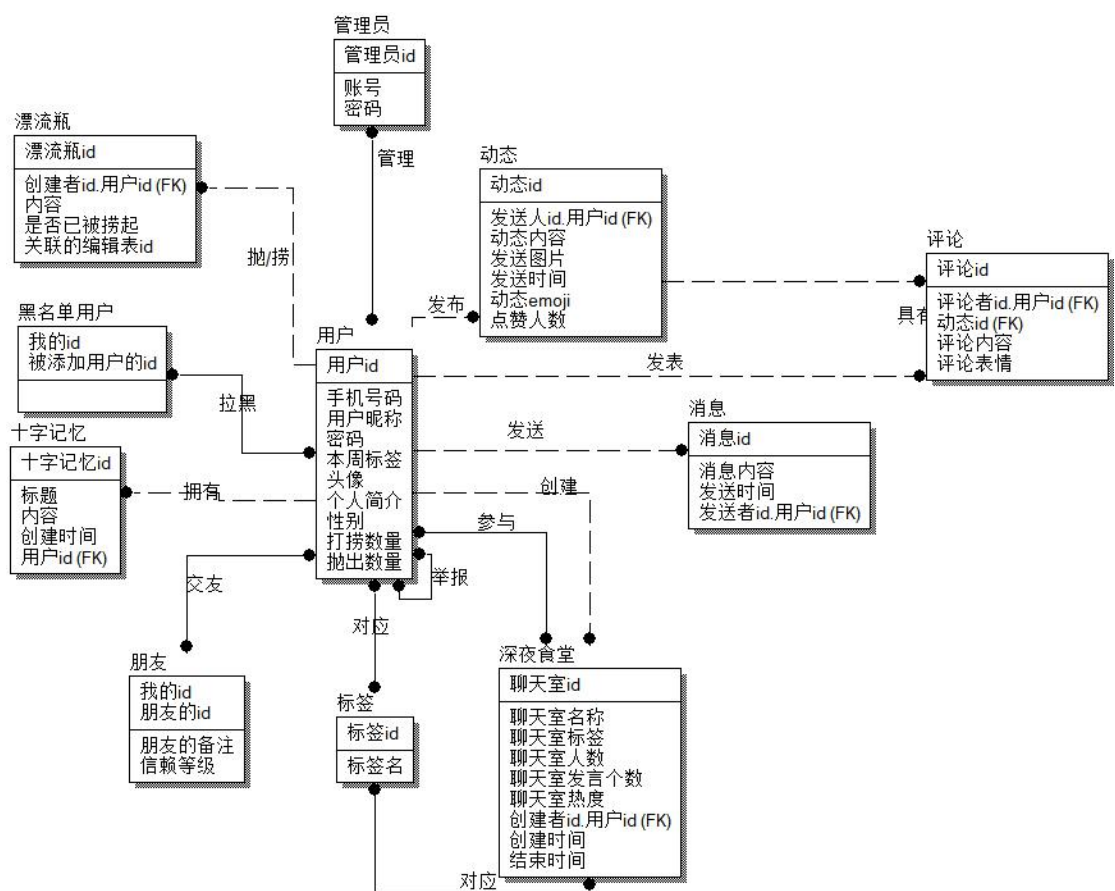 管理员
管理员id
账号
密码
管理
漂流瓶
漂流瓶id
创建者id.用户id (FK)
内容
是否已被捞起
关联的编辑表id
抛/捞
动态
动态id
发送人id.用户id (FK)
动态内容
发送图片
发送时间
动态emoji
点赞人数
发布
评论
评论id
评论者id.用户id (FK)
动态id (FK)
评论内容
评论表情
具有
发表
黑名单用户
我的id
被添加用户的id
拉黑
用户
用户id
手机号码
用户昵称
密码
本周标签
头像
个人简介
性别
打捞数量
抛出数量
消息
消息id
消息内容
发送时间
发送者id.用户id (FK)
发送
十字记忆
十字记忆id
标题
内容
创建时间
用户id (FK)
拥有
创建
参与
举报
交友
对应
朋友
我的id
朋友的id
朋友的备注
信赖等级
标签
标签id
标签名
深夜食堂
聊天室id
聊天室名称
聊天室标签
聊天室人数
聊天室发言个数
聊天室热度
创建者id.用户id (FK)
创建时间
结束时间
对应